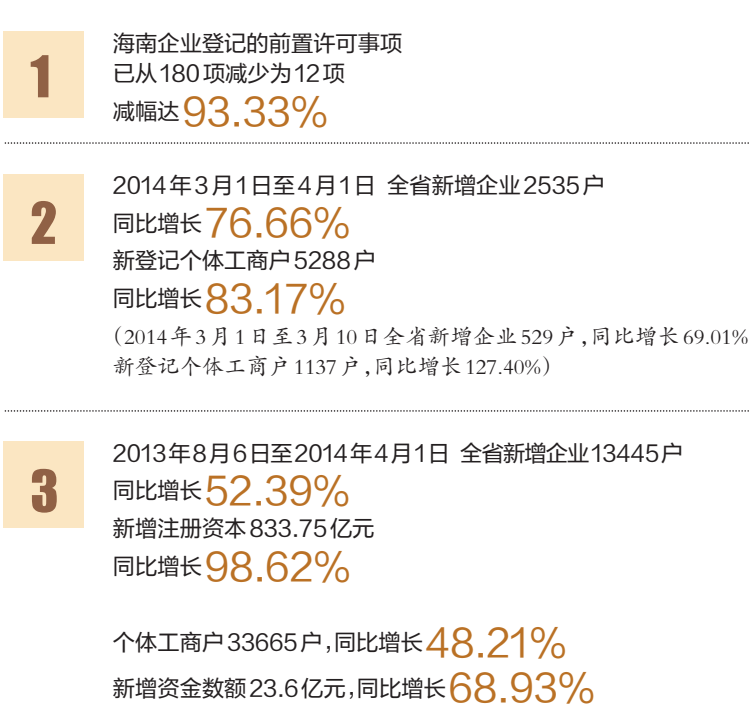 1
海南企业登记的前置许可事项
已从180项减少为12项
减幅达93.33%
2
2014年3月1日至4月1日 全省新增企业2535户
同比增长76.66%
新登记个体工商户5288户
同比增长83.17%
(2014年3月1日至3月10日全省新增企业529户,同比增长69.01%
新登记个体工商户1137户,同比增长127.40%)
3
2013年8月6日至2014年4月1日 全省新增企业13445户
同比增长52.39%
新增注册资本833.75亿元
同比增长98.62%
个体工商户33665户,同比增长48.21%
新增资金数额23.6亿元,同比增长68.93%